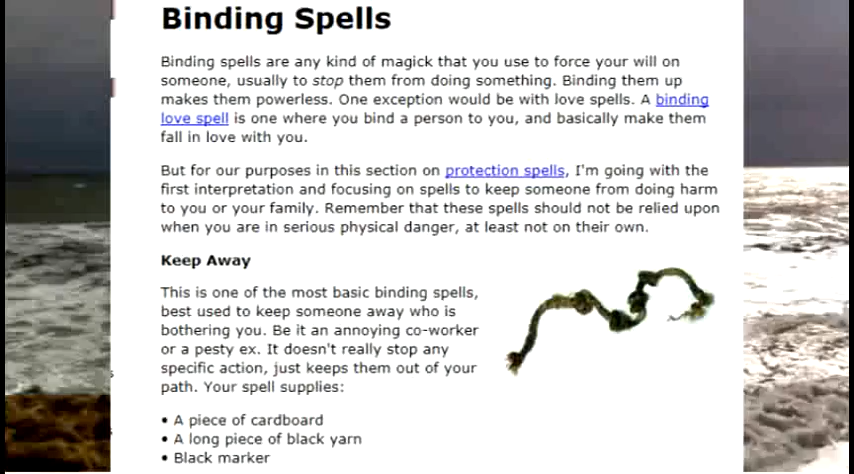 Binding Spells
Binding spells are any kind of magick that you use to force your will on
someone, usually to stop them from doing something. Binding them up
makes them powerless. One exception would be with love spells. A binding
love spell is one where you bind a person to you, and basically make them
fall in love with you.
But for our purposes in this section on protection spells, I'm going with the
first interpretation and focusing on spells to keep someone from doing harm
to you or your family. Remember that these spells should not be relied upon
when you are in serious physical danger, at least not on their own.
Keep Away
This is one of the most basic binding spells,
best used to keep someone away who is
bothering you. Be it an annoying co-worker
or a pesty ex. It doesn't really stop any
specific action, just keeps them out of your
path. Your spell supplies:
• A piece of cardboard
• A long piece of black yarn
• Black marker